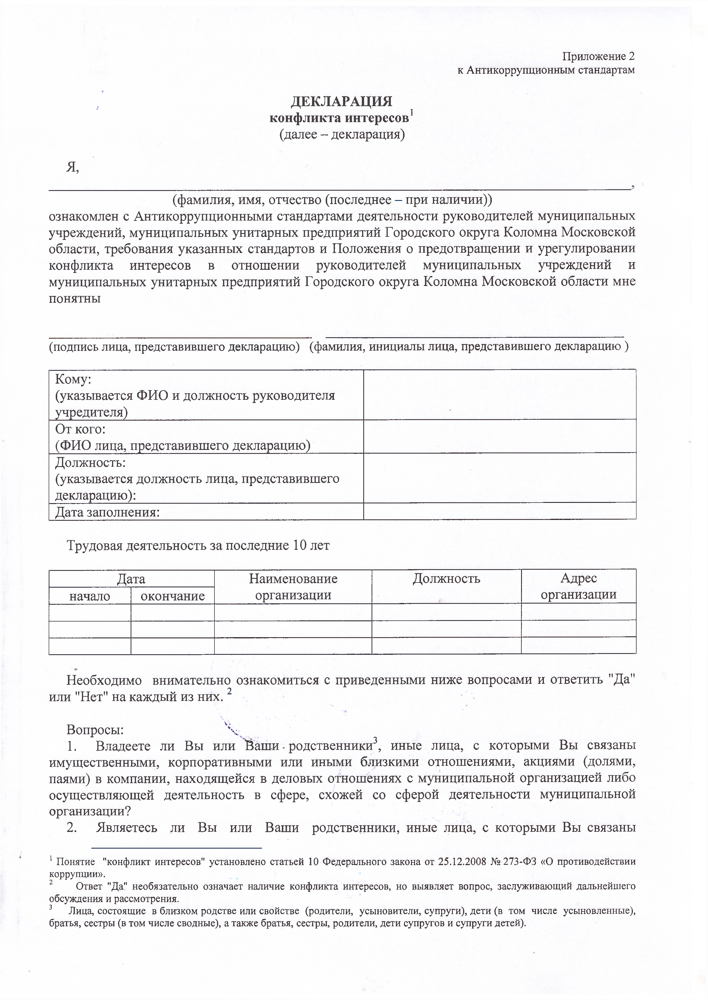 Приложение 2
к Антикоррупционным стандартам
ДЕКЛАРАЦИЯ
конфликта интересов1
(далее – декларация)
Я,
,
(фамилия, имя, отчество (последнее – при наличии))
ознакомлен с Антикоррупционными стандартами деятельности руководителей муниципальных
учреждений, муниципальных унитарных предприятий Городского округа Коломна Московской
области, требования указанных стандартов и Положения о предотвращении и урегулировании
конфликта интересов в отношении руководителей муниципальных учреждений и
муниципальных унитарных предприятий Городского округа Коломна Московской области мне
понятны
(подпись лица, представившего декларацию) (фамилия, инициалы лица, представившего декларацию )
Кому:
(указывается ФИО и должность руководителя
учредителя)
От кого:
(ФИО лица, представившего декларацию)
Должность:
(указывается должность лица, представившего
декларацию):
Дата заполнения:
Трудовая деятельность за последние 10 лет
Дата Наименование Должность Адрес
начало окончание организации организации
Необходимо внимательно ознакомиться с приведенными ниже вопросами и ответить "Да"
или "Нет" на каждый из них. 2
Вопросы:
1. Владеете ли Вы или Ваши родственники3, иные лица, с которыми Вы связаны
имущественными, корпоративными или иными близкими отношениями, акциями (долями,
паями) в компании, находящейся в деловых отношениях с муниципальной организацией либо
осуществляющей деятельность в сфере, схожей со сферой деятельности муниципальной
организации?
2. Являетесь ли Вы или Ваши родственники, иные лица, с которыми Вы связаны
1 Понятие "конфликт интересов" установлено статьей 10 Федерального закона от 25.12.2008 № 273-ФЗ «О противодействии
коррупции».
2 Ответ "Да" необязательно означает наличие конфликта интересов, но выявляет вопрос, заслуживающий дальнейшего
обсуждения и рассмотрения.
3 Лица, состоящие в близком родстве или свойстве (родители, усыновители, супруги), дети (в том числе усыновленные),
братья, сестры (в том числе сводные), а также братья, сестры, родители, дети супругов и супруги детей).